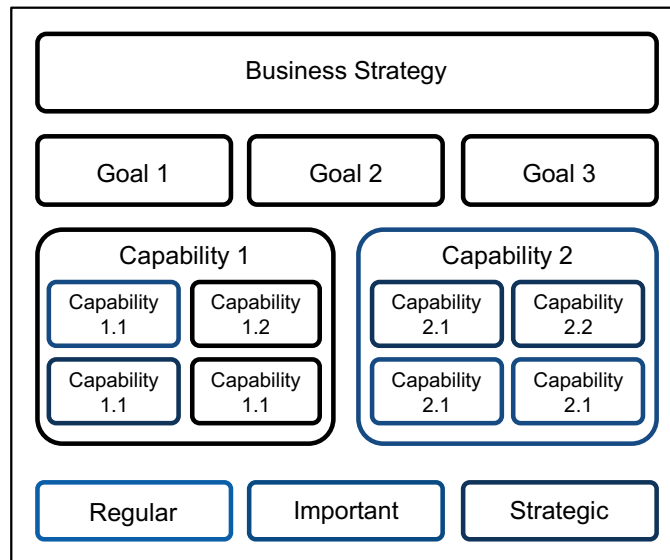 Business Strategy
Goal 1 Goal 2 Goal 3
Capability 1 Capability 2
Capability Capability Capability Capability
1.1 1.2 2.1 2.2
Capability Capability Capability Capability
1.1 1.1 2.1 2.1
Regular Important Strategic